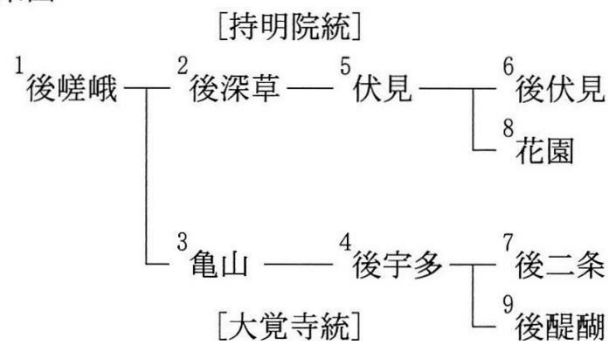 [持明院統]
1後嵯峨 2後深草 5伏見 6後伏見
8花園
3亀山 4後宇多 7後二条
[大覚寺統] 9後醍醐